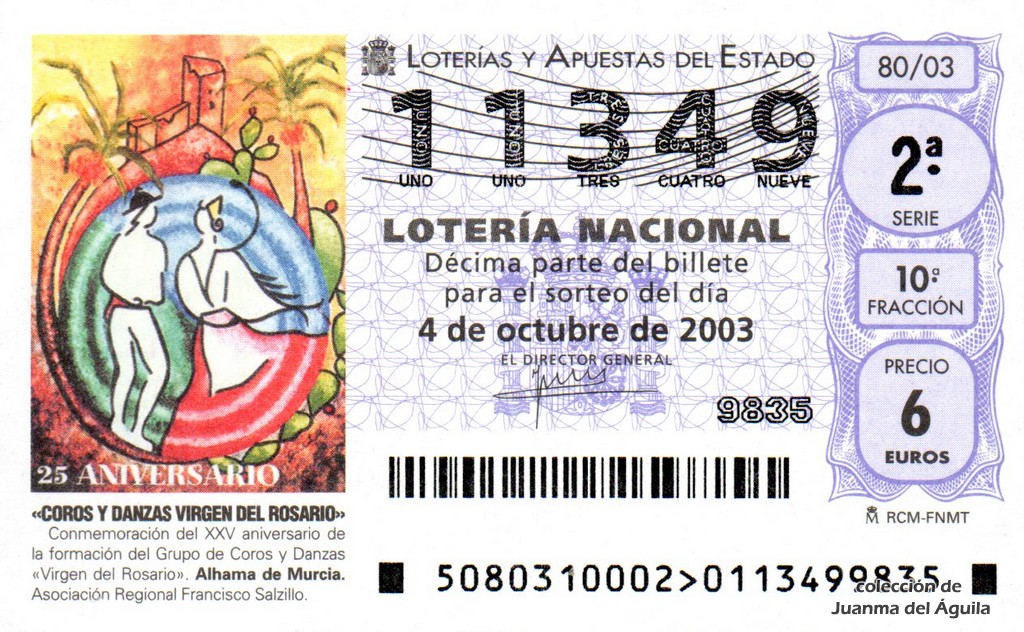 25 ANIVERSARIO
«COROS Y DANZAS VIRGEN DEL ROSARIO»
Conmemoración del XXV aniversario de
la formación del Grupo de Coros y Danzas
«Virgen del Rosario». Alhama de Murcia.
Asociación Regional Francisco Salzillo.
LOTERÍAS Y APUESTAS DEL ESTADO
11349
UNO UNO TRES CUATRO NUEVE
LOTERÍA NACIONAL
Décima parte del billete
para el sorteo del día
4 de octubre de 2003
EL DIRECTOR GENERAL
9835
80/03
2ª
SERIE
10ª
FRACCIÓN
PRECIO
6
EUROS
RCM-FNMT
5080310002>0113499835
colección de
Juanma del Águila